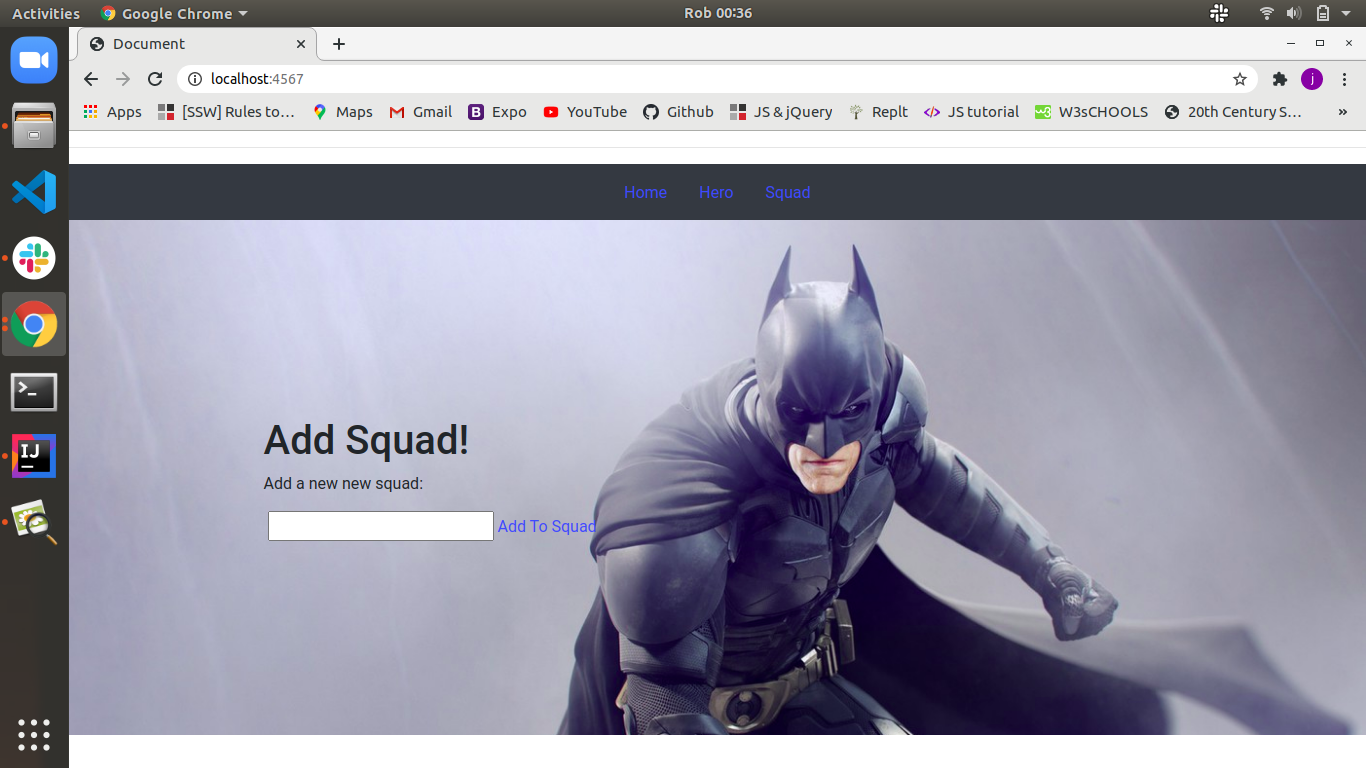 Activities Google Chrome Rob 00:36
Document
localhost:4567
j
Apps [SSW] Rules to… Maps Gmail Expo YouTube Github JS & jQuery Replt JS tutorial W3sCHOOLS 20th Century S… »
Home Hero Squad
Add Squad!
Add a new new squad:
Add To Squad
IJ